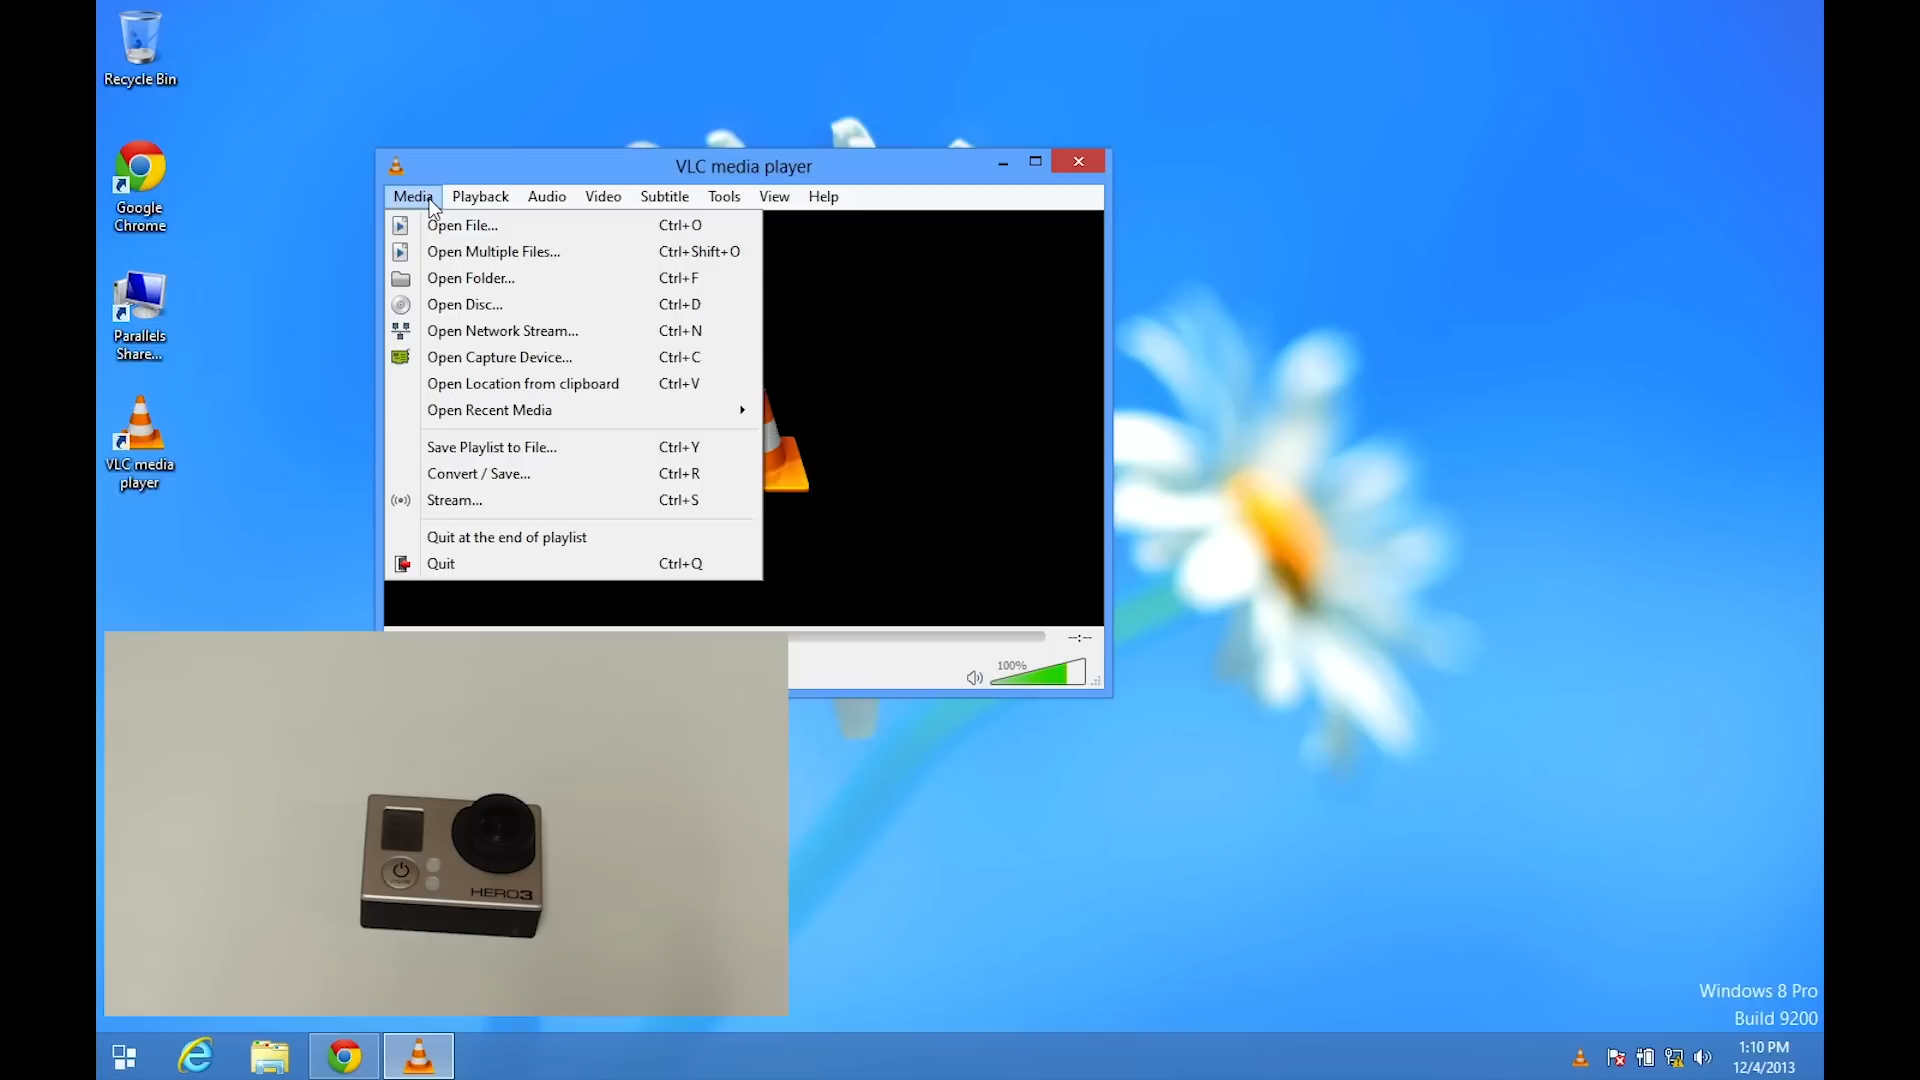 Recycle Bin
Google
Chrome
Parallels
Share...
VLC media
player
VLC media player
Media Playback Audio Video Subtitle Tools View Help
Open File... Ctrl+O
Open Multiple Files... Ctrl+Shift+O
Open Folder... Ctrl+F
Open Disc... Ctrl+D
Open Network Stream... Ctrl+N
Open Capture Device... Ctrl+C
Open Location from clipboard Ctrl+V
Open Recent Media
Save Playlist to File... Ctrl+Y
Convert / Save... Ctrl+R
Stream... Ctrl+S
Quit at the end of playlist
Quit Ctrl+Q
--:--
100%
HERO3
Windows 8 Pro
Build 9200
1:10 PM
12/4/2013